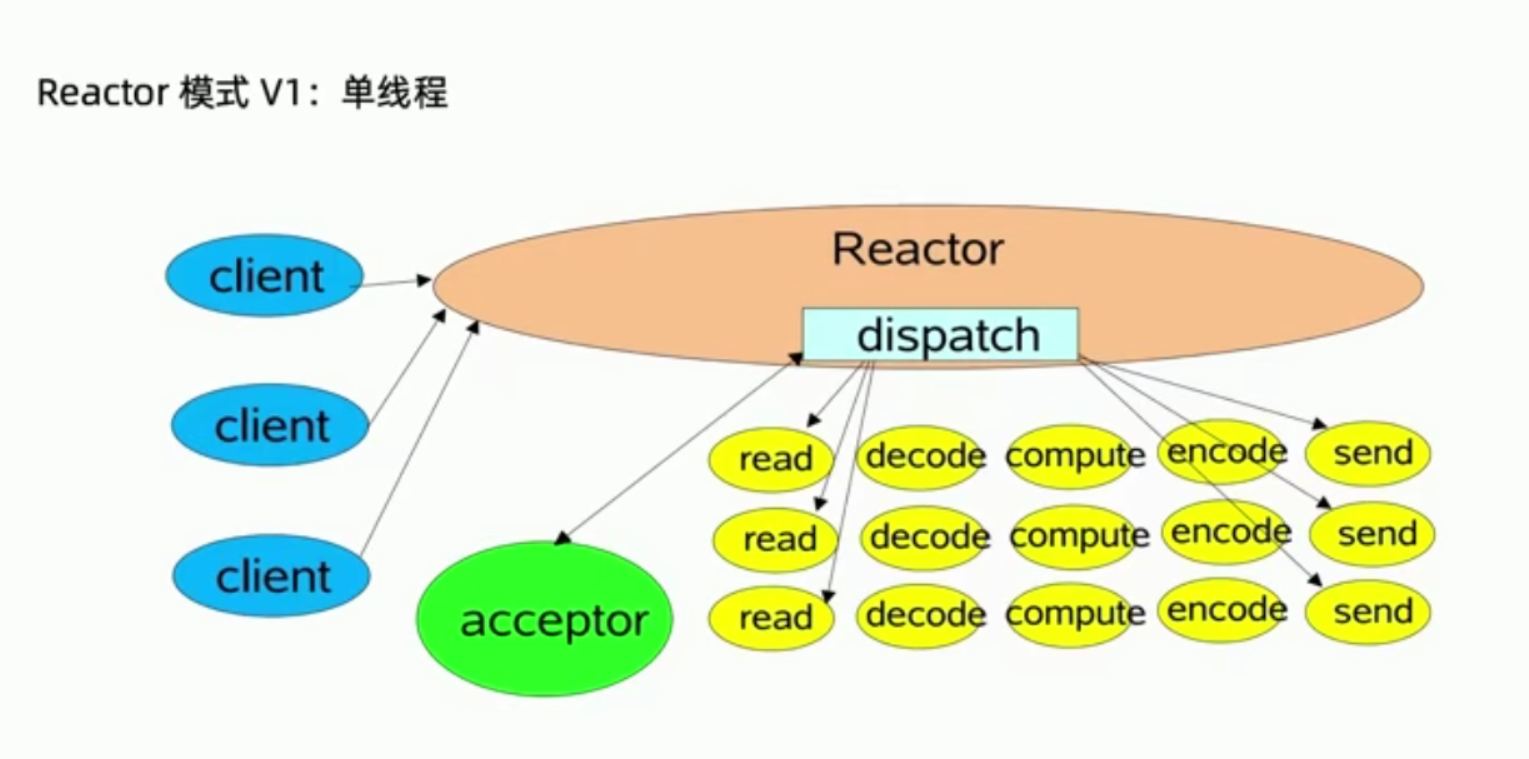 Reactor 模式 V1：单线程
Reactor
client
dispatch
client
read decode compute encode send
read decode compute encode send
client
acceptor
read decode compute encode send